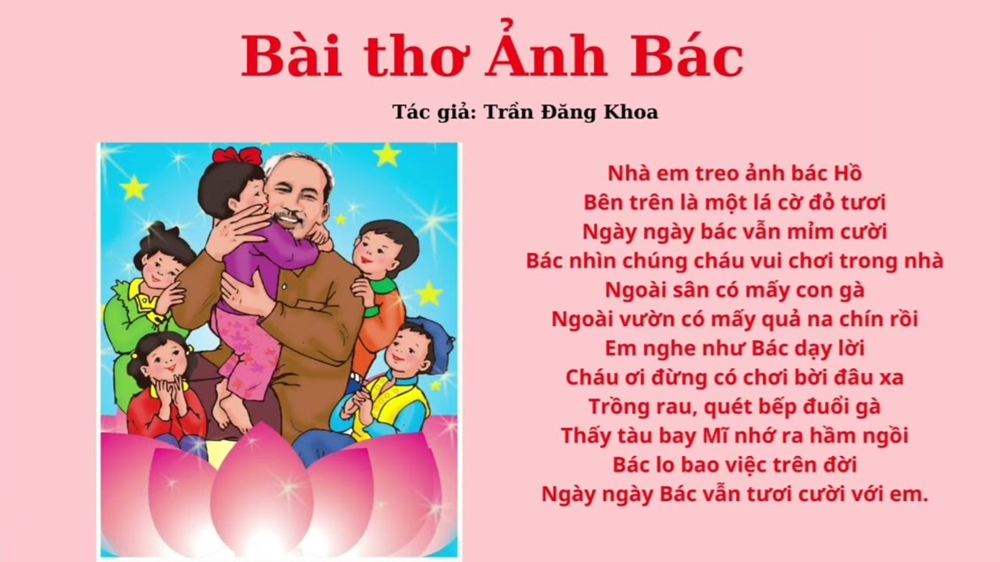 Bài thơ Ảnh Bác
Tác giả: Trần Đăng Khoa
Nhà em treo ảnh bác Hồ
Bên trên là một lá cờ đỏ tươi
Ngày ngày bác vẫn mỉm cười
Bác nhìn chúng cháu vui chơi trong nhà
Ngoài sân có mấy con gà
Ngoài vườn có mấy quả na chín rồi
Em nghe như Bác dạy lời
Cháu ơi đừng có chơi bời đâu xa
Trồng rau, quét bếp đuổi gà
Thấy tàu bay Mĩ nhớ ra hầm ngồi
Bác lo bao việc trên đời
Ngày ngày Bác vẫn tươi cười với em.